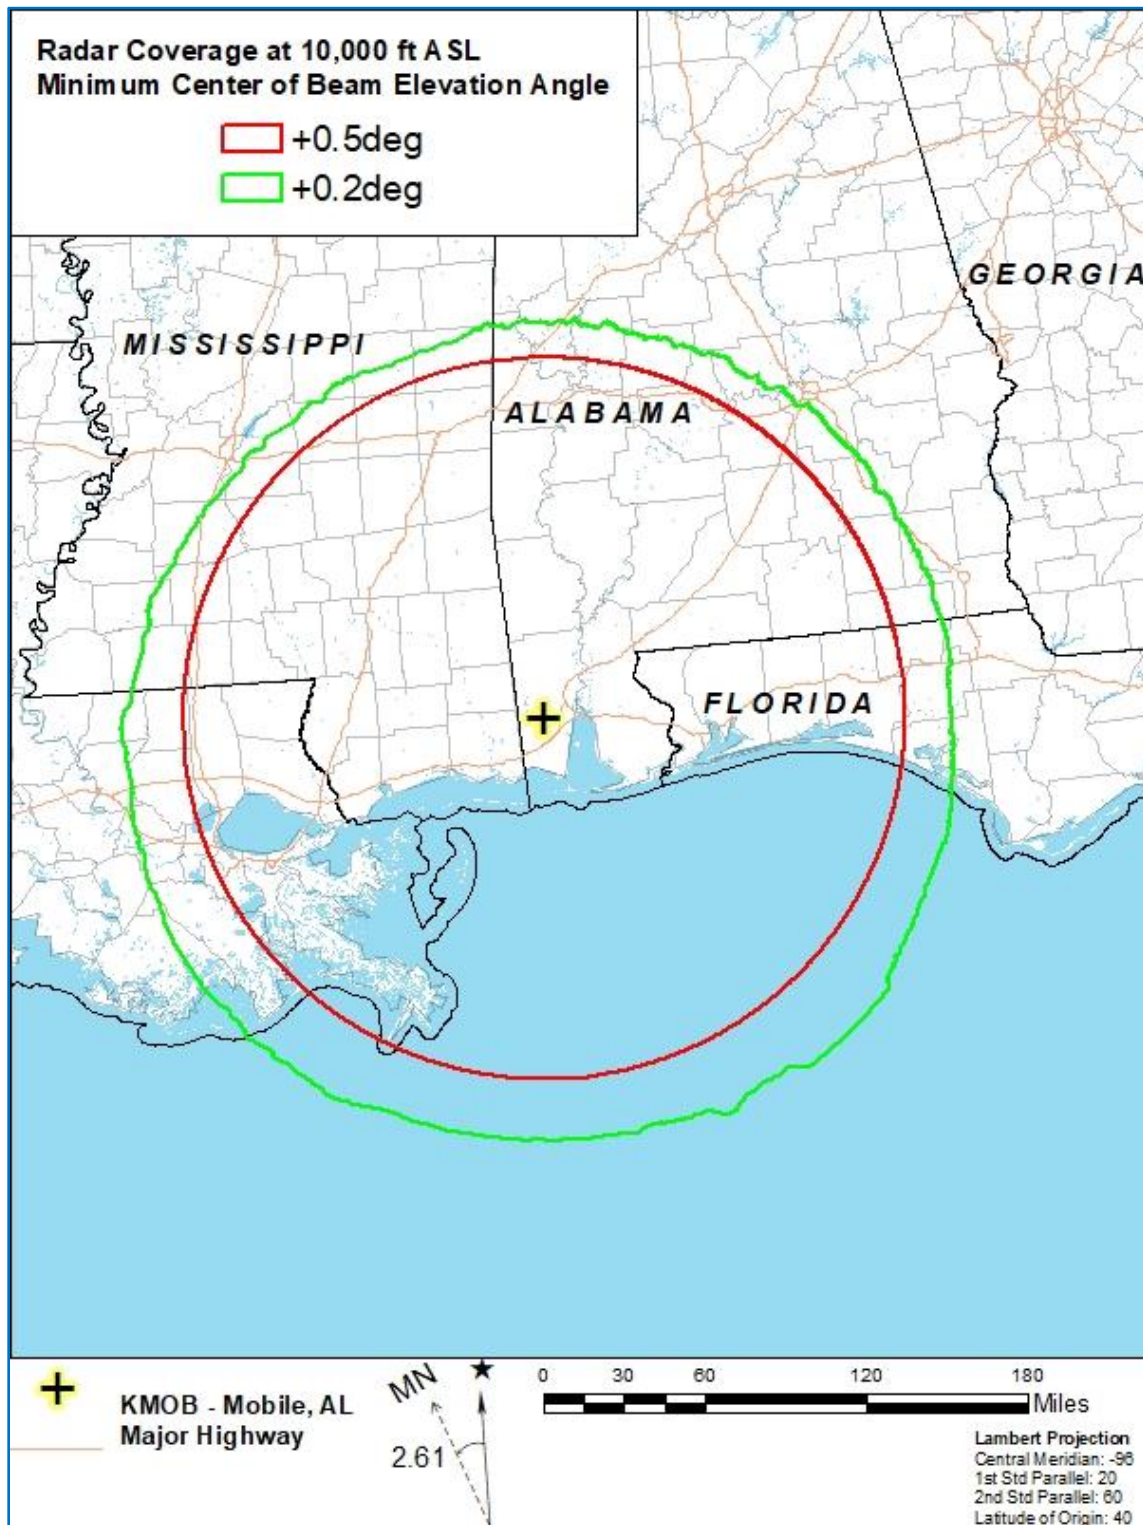 Radar Coverage at 10,000 ft ASL
Minimum Center of Beam Elevation Angle
+0.5deg
+0.2deg
GEORGIA
MISSISSIPPI
ALABAMA
FLORIDA
KMOB - Mobile, AL
Major Highway
MN
2.61
0 30 60 120 180
Miles
Lambert Projection
Central Meridian: -96
1st Std Parallel: 20
2nd Std Parallel: 60
Latitude of Origin: 40